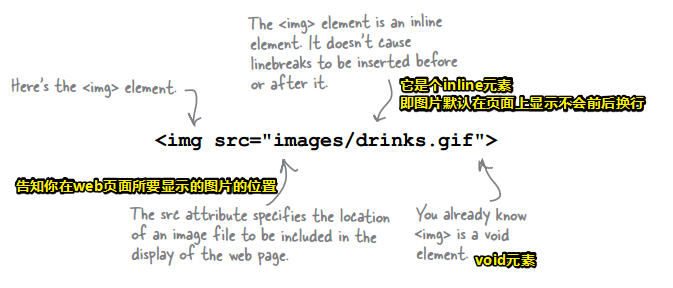 The <img> element is an inline
element. It doesn't cause
linebreaks to be inserted before
or after it.
Here's the <img> element.
它是个inline元素
即图片默认在页面上显示不会前后换行
<img src="images/drinks.gif">
告知你在web页面所要显示的图片的位置
The src attribute specifies the location
of an image file to be included in the
display of the web page.
You already know
<img> is a void
element.
void元素